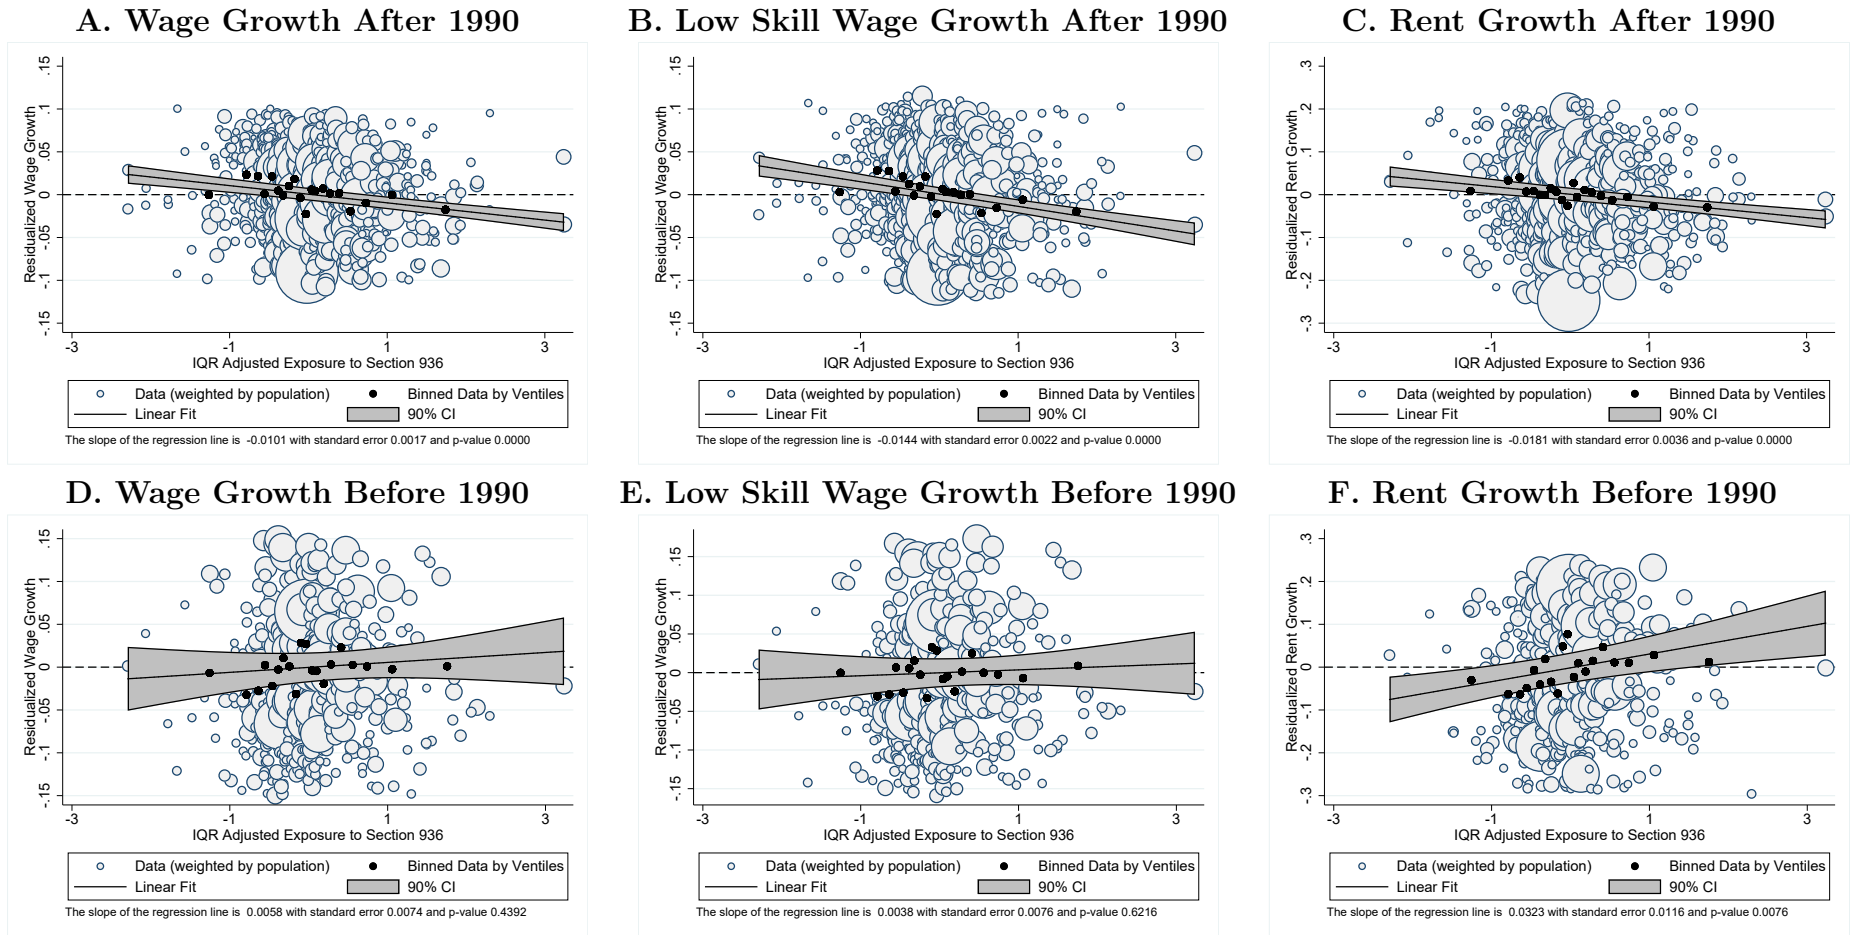 A. Wage Growth After 1990
Residualized Wage Growth
.15
.1
.05
0
-.05
-.1
-.15
-3
-1
1
3
IQR Adjusted Exposure to Section 936
Data (weighted by population)
Binned Data by Ventiles
Linear Fit
90% CI
The slope of the regression line is -0.0101 with standard error 0.0017 and p-value 0.0000
B. Low Skill Wage Growth After 1990
Residualized Wage Growth
.15
.1
.05
0
-.05
-.1
-.15
-3
-1
1
3
IQR Adjusted Exposure to Section 936
Data (weighted by population)
Binned Data by Ventiles
Linear Fit
90% CI
The slope of the regression line is -0.0144 with standard error 0.0022 and p-value 0.0000
C. Rent Growth After 1990
Residualized Rent Growth
.3
.2
.1
0
-.1
-.2
-.3
-3
-1
1
3
IQR Adjusted Exposure to Section 936
Data (weighted by population)
Binned Data by Ventiles
Linear Fit
90% CI
The slope of the regression line is -0.0181 with standard error 0.0036 and p-value 0.0000
D. Wage Growth Before 1990
Residualized Wage Growth
.15
.1
.05
0
-.05
-.1
-.15
-3
-1
1
3
IQR Adjusted Exposure to Section 936
Data (weighted by population)
Binned Data by Ventiles
Linear Fit
90% CI
The slope of the regression line is 0.0058 with standard error 0.0074 and p-value 0.4392
E. Low Skill Wage Growth Before 1990
Residualized Wage Growth
.15
.1
.05
0
-.05
-.1
-.15
-3
-1
1
3
IQR Adjusted Exposure to Section 936
Data (weighted by population)
Binned Data by Ventiles
Linear Fit
90% CI
The slope of the regression line is 0.0038 with standard error 0.0076 and p-value 0.6216
F. Rent Growth Before 1990
Residualized Rent Growth
.3
.2
.1
0
-.1
-.2
-.3
-3
-1
1
3
IQR Adjusted Exposure to Section 936
Data (weighted by population)
Binned Data by Ventiles
Linear Fit
90% CI
The slope of the regression line is 0.0323 with standard error 0.0116 and p-value 0.0076